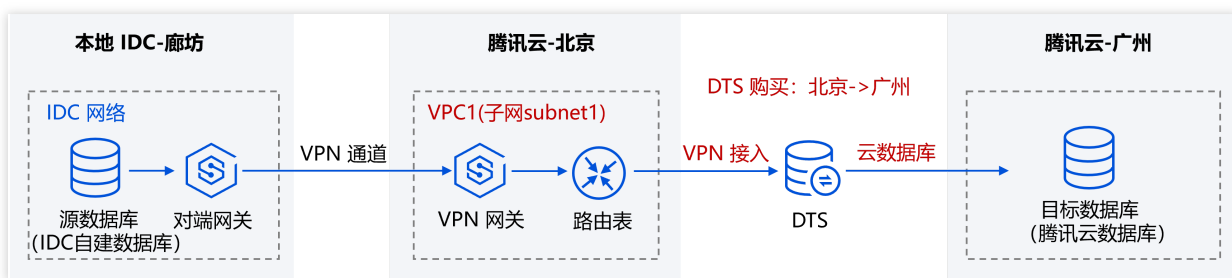 本地 IDC-廊坊
腾讯云-北京
腾讯云-广州
DTS 购买：北京->广州
IDC 网络
VPC1(子网subnet1)
VPN 通道
VPN 接入
云数据库
源数据库
(IDC自建数据库）
对端网关
VPN 网关
路由表
DTS
目标数据库
（腾讯云数据库）